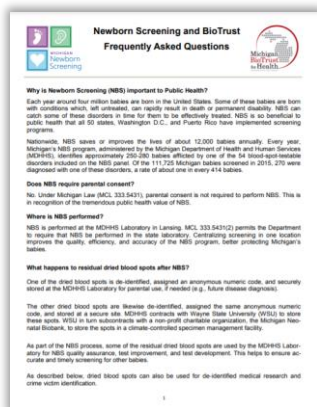 Newborn Screening and BioTrust
Frequently Asked Questions
MICHIGAN
Newborn
Screening
Michigan
BioTrust
for Health
Why is Newborn Screening (NBS) important to Public Health?
Each year around four million babies are born in the United States. Some of these babies are born
with conditions which, left untreated, can rapidly result in death or permanent disability. NBS can
catch some of these disorders in time for them to be effectively treated. NBS is so beneficial to
public health that all 50 states, Washington D.C., and Puerto Rico have implemented screening
programs.
Nationwide, NBS saves or improves the lives of about 12,000 babies annually. Every year,
Michigan's NBS program, administered by the Michigan Department of Health and Human Services
(MDHHS), identifies approximately 250-280 babies afflicted by one of the 54 blood-spot-testable
disorders included on the NBS panel. Of the 111,725 Michigan babies screened in 2015, 270 were
diagnosed with one of these disorders, a rate of about one in every 414 babies.
Does NBS require parental consent?
No. Under Michigan Law (MCL 333.5431), parental consent is not required to perform NBS. This is
in recognition of the tremendous public health value of NBS.
Where is NBS performed?
NBS is performed at the MDHHS Laboratory in Lansing. MCL 333.5431(2) permits the Department
to require that NBS be performed in the state laboratory. Centralizing screening in one location
improves the quality, efficiency, and accuracy of the NBS program, better protecting Michigan's
babies.
What happens to residual dried blood spots after NBS?
One of the dried blood spots is de-identified, assigned an anonymous numeric code, and securely
stored at the MDHHS Laboratory for parental use, if needed (e.g., future disease diagnosis).
The other dried blood spots are likewise de-identified, assigned the same anonymous numeric
code, and stored at a secure site. MDHHS contracts with Wayne State University (WSU) to store
these spots. WSU in turn subcontracts with a non-profit charitable organization, the Michigan Neo-
natal Biobank, to store the spots in a climate-controlled specimen management facility.
As part of the NBS process, some of the residual dried blood spots are used by the MDHHS Labor-
atory for NBS quality assurance, test improvement, and test development. This helps to ensure ac-
curate and timely screening for other babies.
As described below, dried blood spots can also be used for de-identified medical research and
crime victim identification.
1